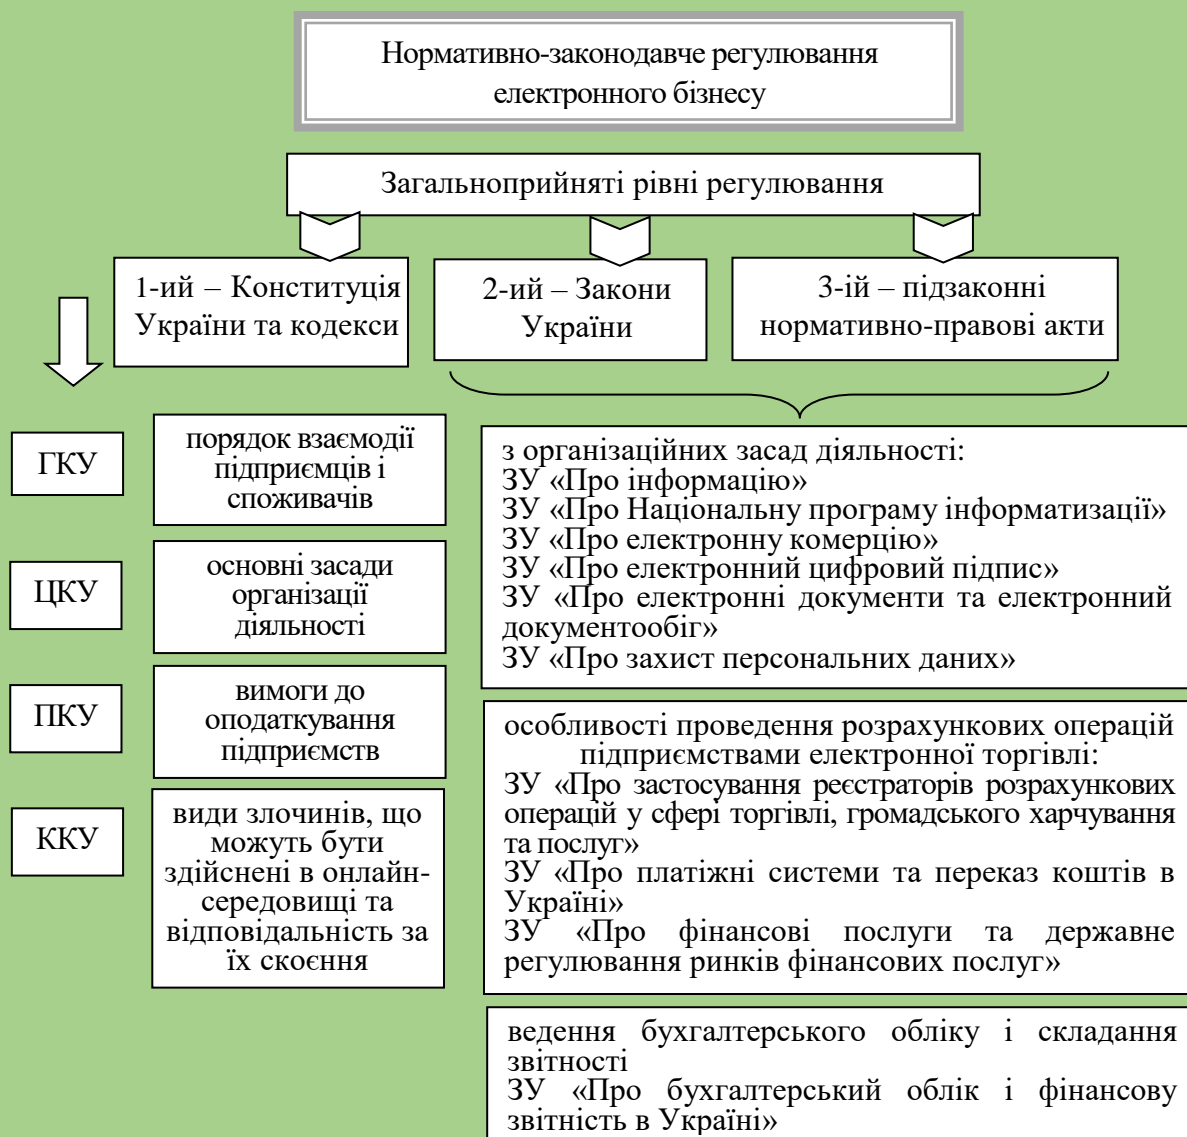 Нормативно-законодавче регулювання
електронного бізнесу
Загальноприйняті рівні регулювання
1-ий – Конституція
України та кодекси
2-ий – Закони
України
3-ій – підзаконні
нормативно-правові акти
ГКУ
порядок взаємодії
підприємців і
споживачів
ЦКУ
основні засади
організації
діяльності
ПКУ
вимоги до
оподаткування
підприємств
ККУ
види злочинів, що
можуть бути
здійснені в онлайн-
середовищі та
відповідальність за
їх скоєння
з організаційних засад діяльності:
ЗУ «Про інформацію»
ЗУ «Про Національну програму інформатизації»
ЗУ «Про електронну комерцію»
ЗУ «Про електронний цифровий підпис»
ЗУ «Про електронні документи та електронний
документообіг»
ЗУ «Про захист персональних даних»
особливості проведення розрахункових операцій
підприємствами електронної торгівлі:
ЗУ «Про застосування реєстраторів розрахункових
операцій у сфері торгівлі, громадського харчування
та послуг»
ЗУ «Про платіжні системи та переказ коштів в
Україні»
ЗУ «Про фінансові послуги та державне
регулювання ринків фінансових послуг»
ведення бухгалтерського обліку і складання
звітності
ЗУ «Про бухгалтерський облік і фінансову
звітність в Україні»